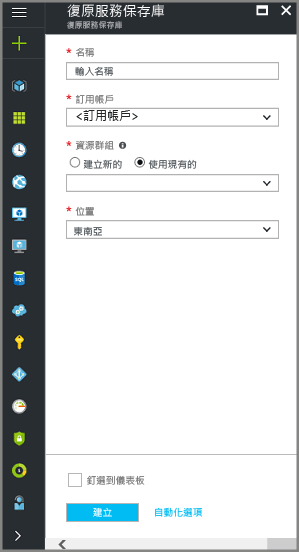 復原服務保存庫
復原服務保存庫
* 名稱
輸入名稱
* 訂用帳戶
<訂用帳戶>
* 資源群組
建立新的 使用現有的
* 位置
東南亞
SQL
釘選到儀表板
建立 自動化選項